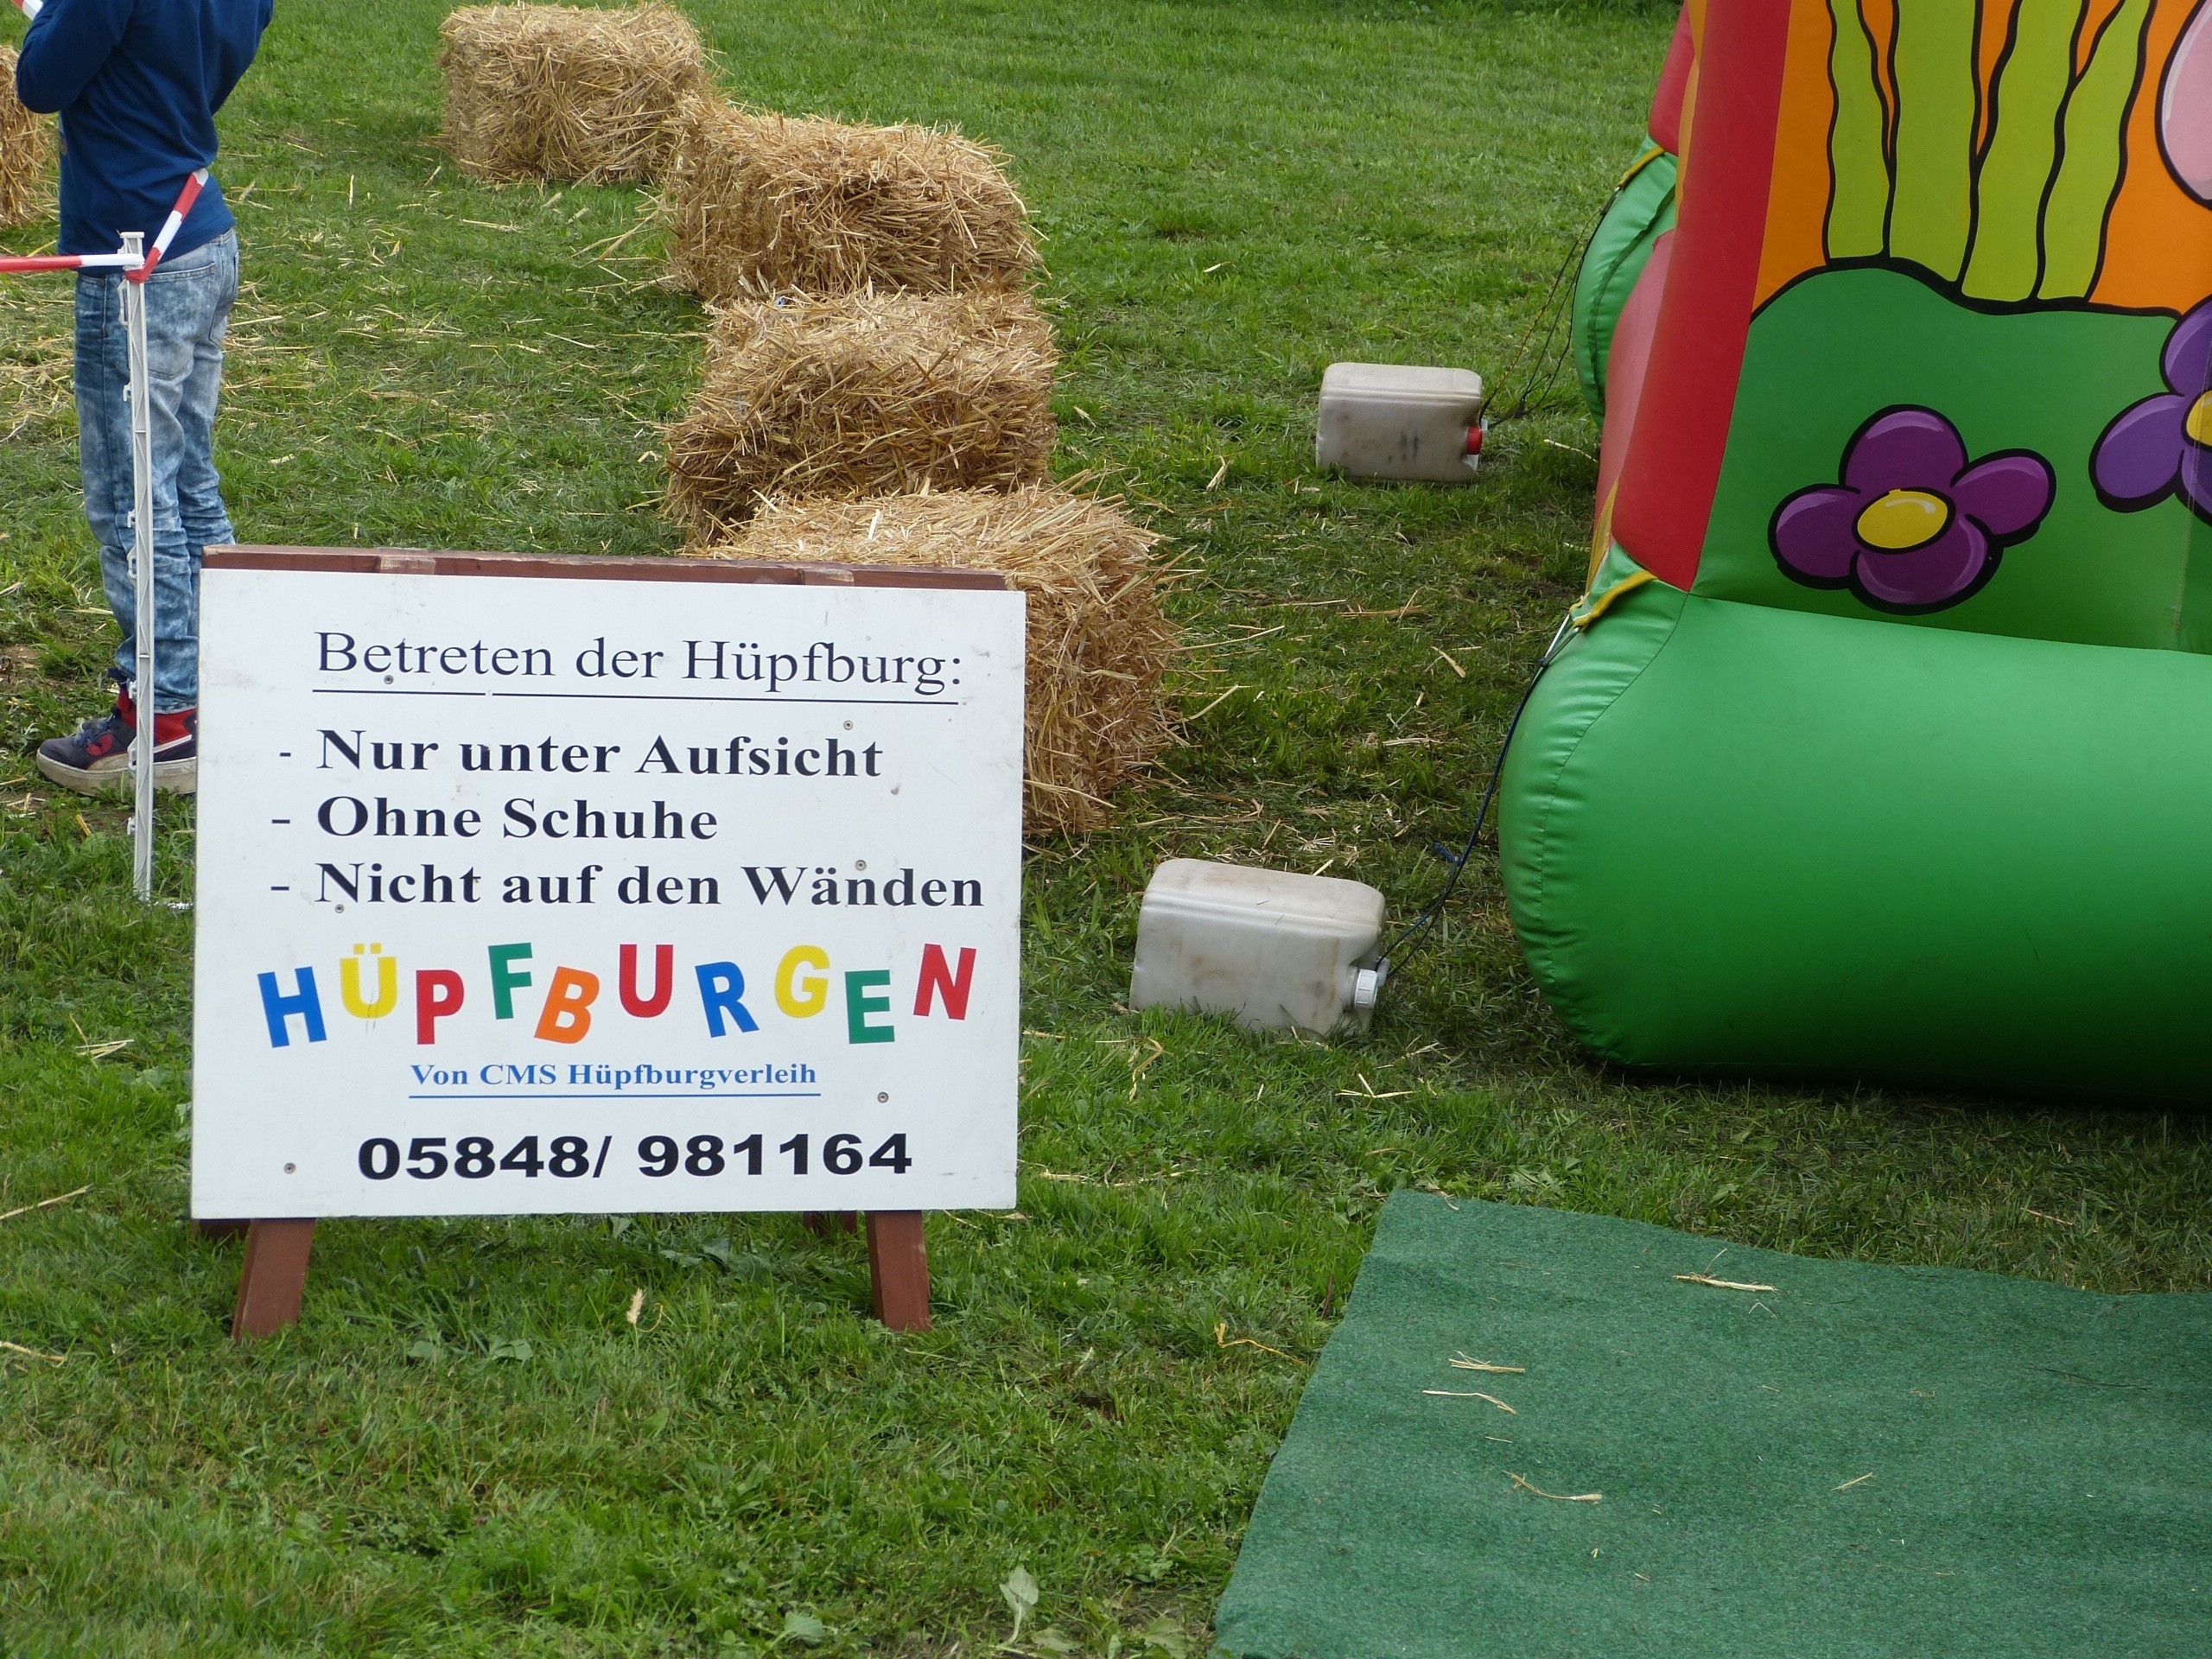 Betreten der Hüpfburg:
- Nur unter Aufsicht
- Ohne Schuhe
- Nicht auf den Wänden
HÜPFBURGEN
Von CMS Hüpfburgverleih
05848/ 981164